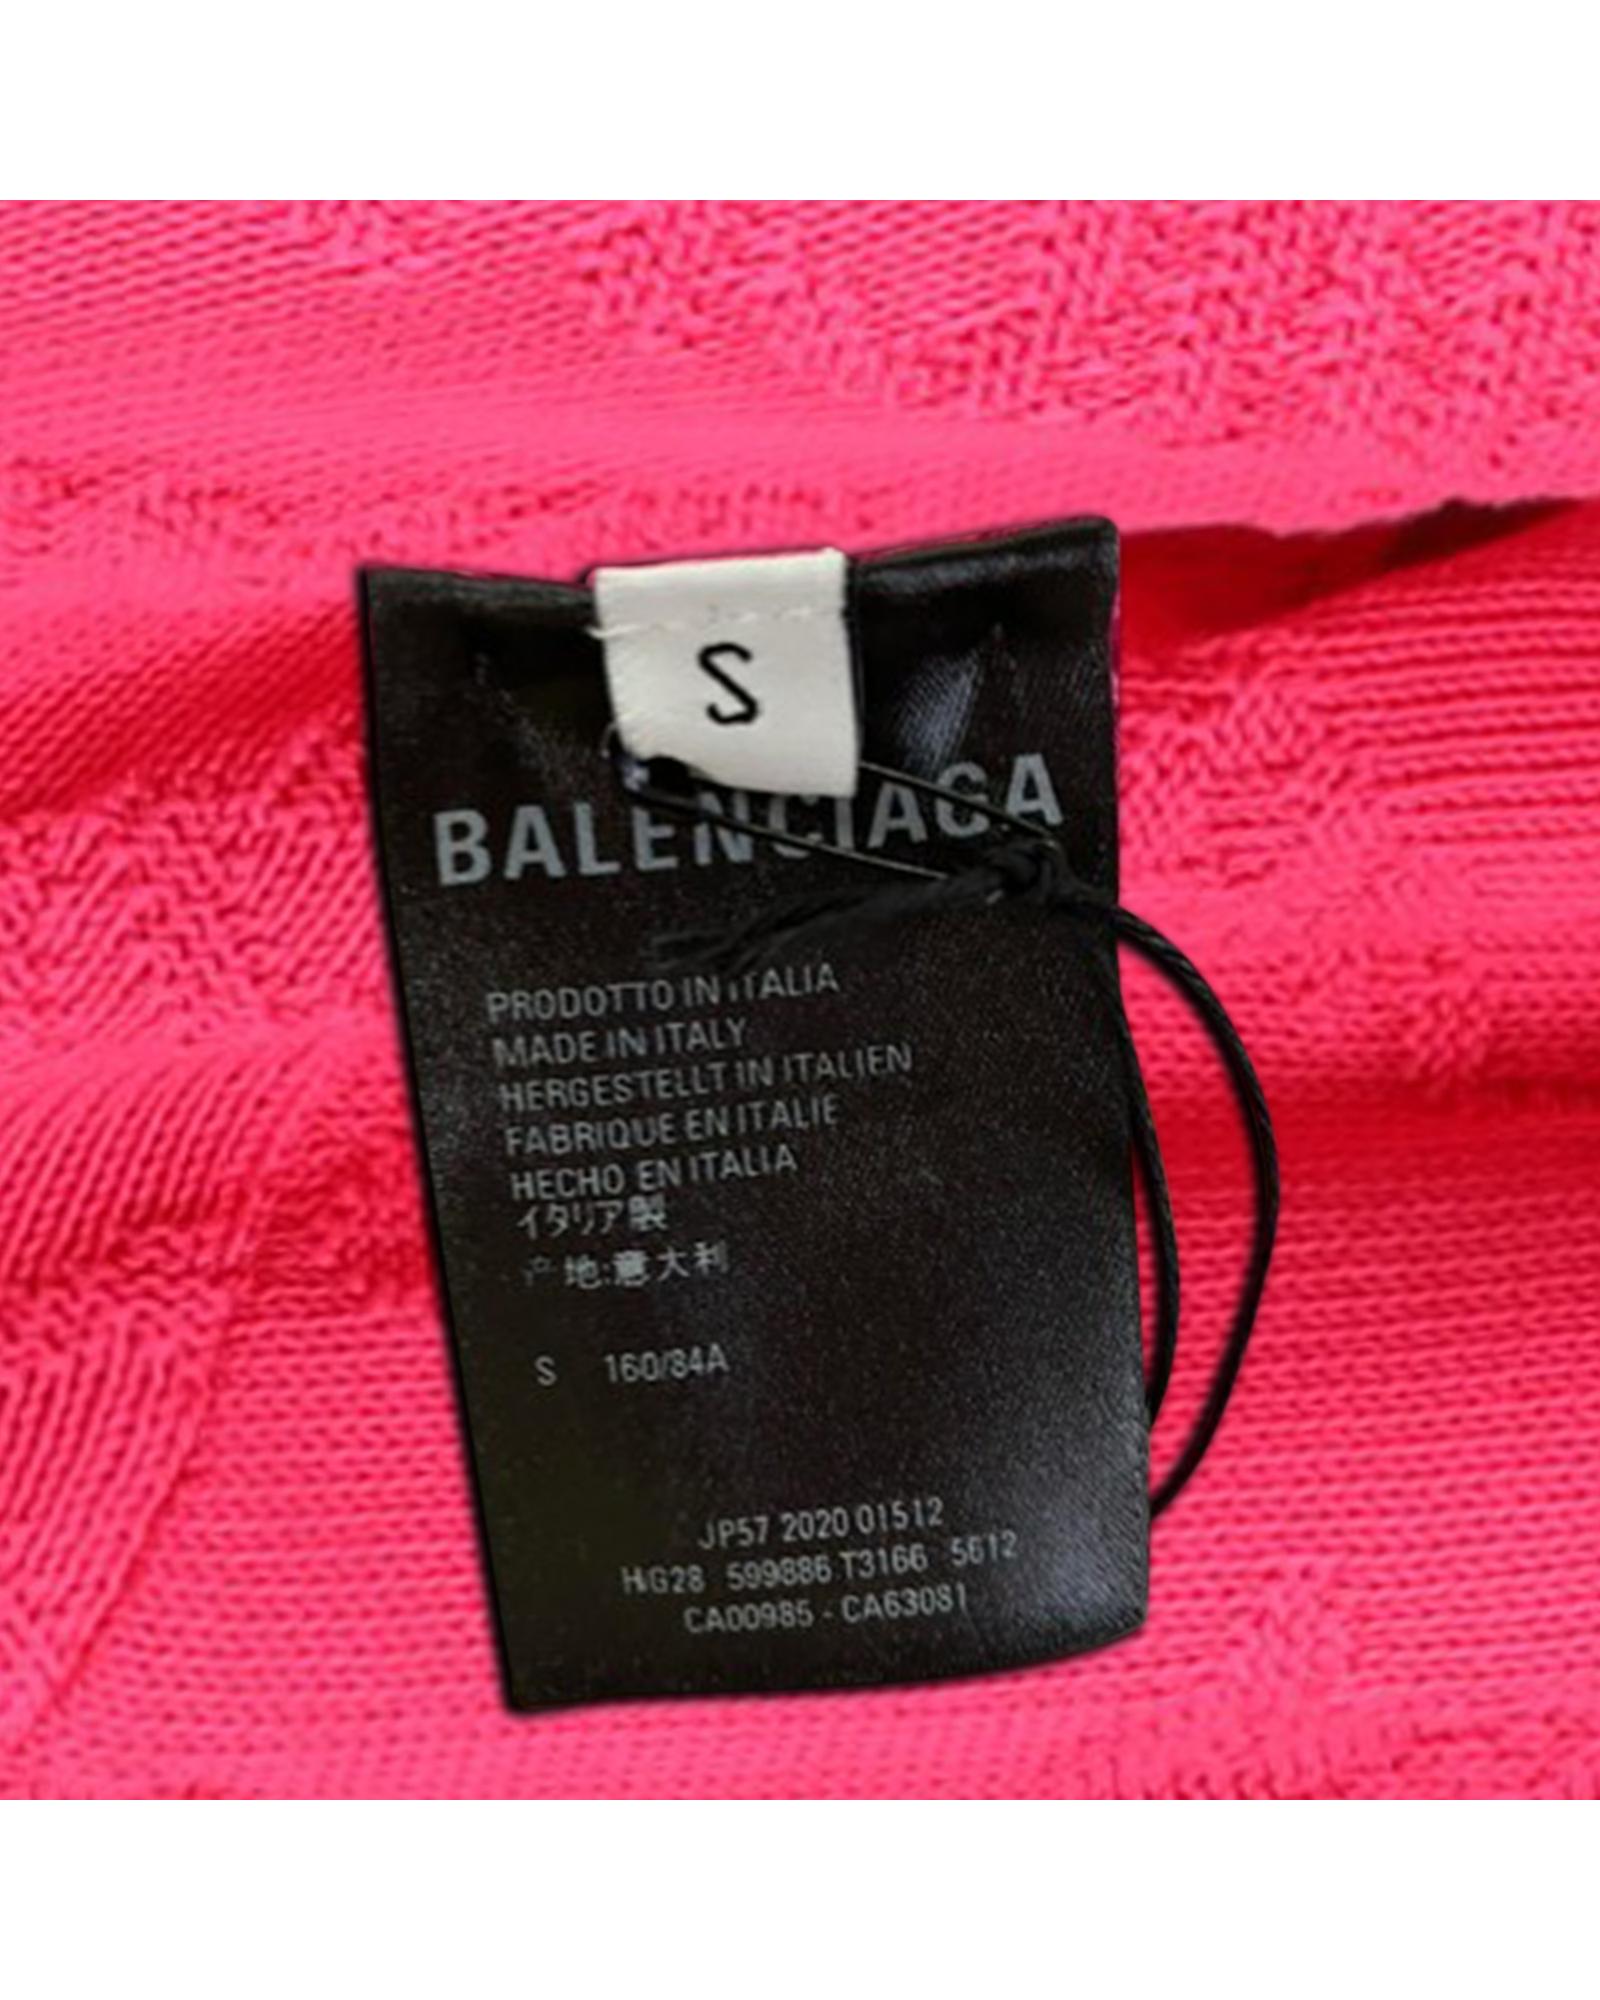 S
BALENCIAGA
PRODOTTO IN ITALIA
MADE IN ITALY
HERGESTELLT IN ITALIEN
FABRIQUE EN ITALIE
HECHO EN ITALIA
イタリア製
产地:意大利
S 160/84A
JP57 2020 01512
H/G28 599886 T3166 5612
CA00985 - CA63081